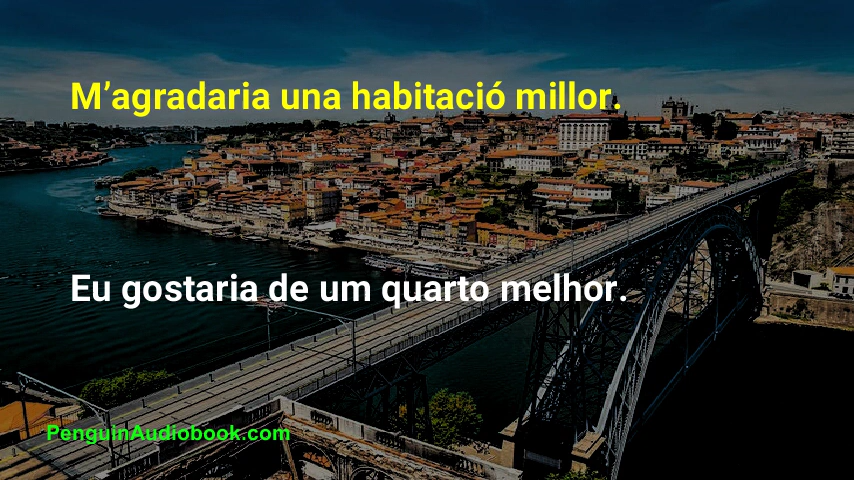 M’agradaria una habitació millor.
Eu gostaria de um quarto melhor.
PenguinAudiobook.com